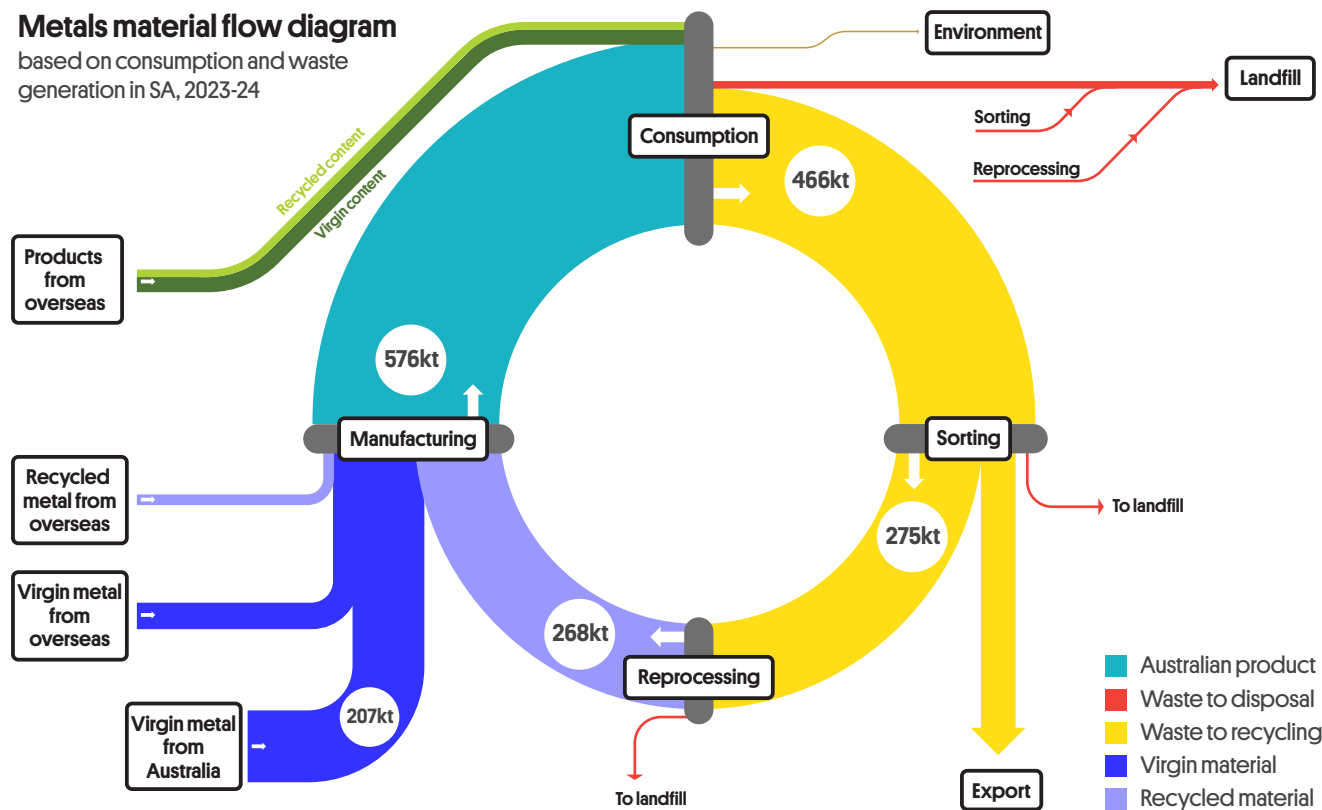 Metals material flow diagram
based on consumption and waste
generation in SA, 2023-24
Environment
Landfill
Sorting
Reprocessing
Consumption
466kt
Recycled content
Virgin content
Products
from
overseas
576kt
Manufacturing
Sorting
Recycled
metal from
overseas
To landfill
275kt
Virgin metal
from
overseas
268kt
Reprocessing
207kt
Virgin metal
from
Australia
To landfill
Export
Australian product
Waste to disposal
Waste to recycling
Virgin material
Recycled material